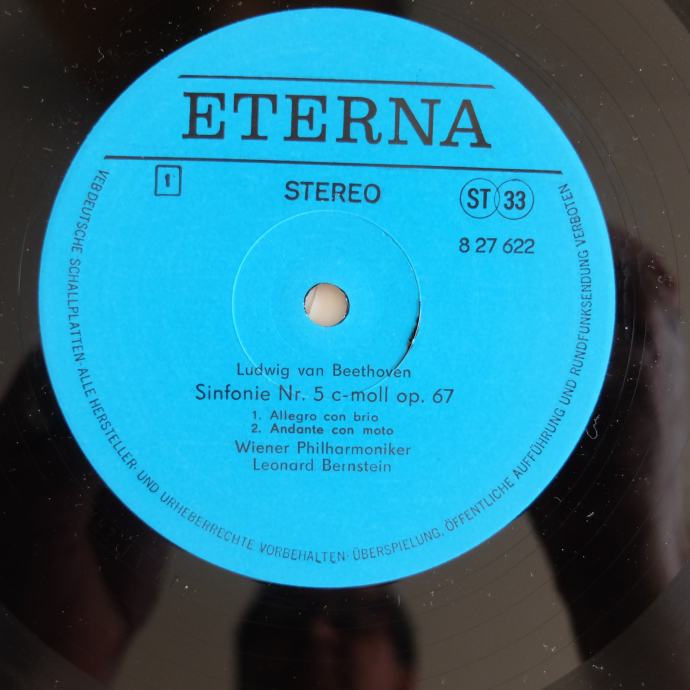 ETERNA
1
STEREO
ST 33
8 27 622
Ludwig van Beethoven
Sinfonie Nr. 5 c-moll op. 67
1. Allegro con brio
2. Andante con moto
Wiener Philharmoniker
Leonard Bernstein
VEB DEUTSCHE SCHALLPLATTEN · ALLE HERSTELLER- UND URHEBERRECHTE VORBEHALTEN · ÜBERSPIELUNG, ÖFFENTLICHE AUFFÜHRUNG UND RUNDFUNKSENDUNG VERBOTEN